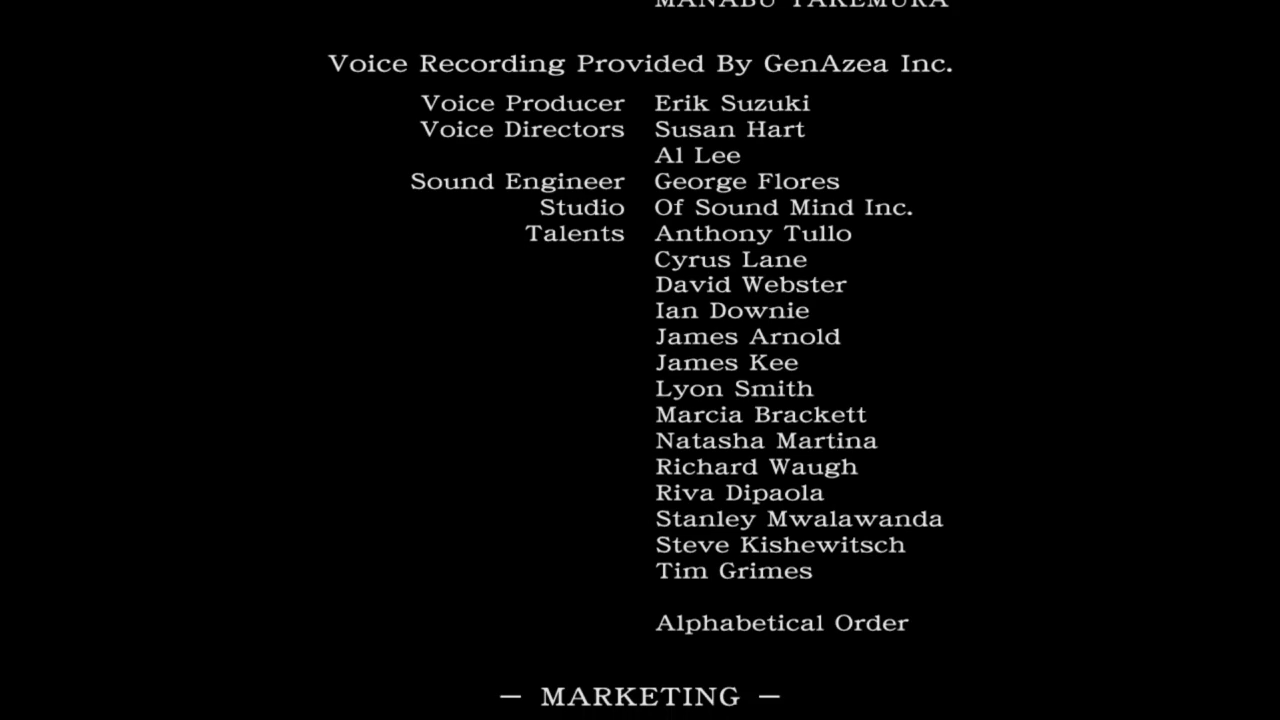 MANABU TAKEMURA
Voice Recording Provided By GenAzea Inc.
Voice Producer Erik Suzuki
Voice Directors Susan Hart
Al Lee
Sound Engineer George Flores
Studio Of Sound Mind Inc.
Talents Anthony Tullo
Cyrus Lane
David Webster
Ian Downie
James Arnold
James Kee
Lyon Smith
Marcia Brackett
Natasha Martina
Richard Waugh
Riva Dipaola
Stanley Mwalawanda
Steve Kishewitsch
Tim Grimes
Alphabetical Order
— MARKETING —